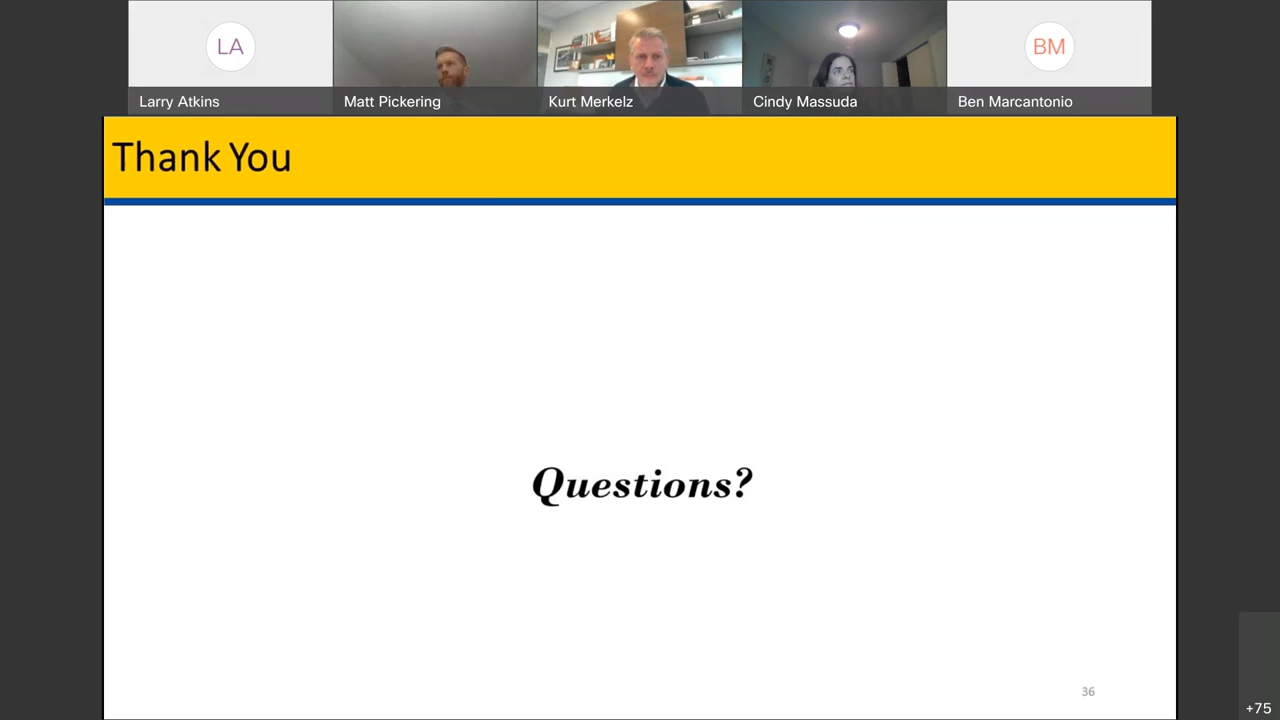 LA
BM
Larry Atkins
Matt Pickering
Kurt Merkelz
Cindy Massuda
Ben Marcantonio
Thank You
Questions?
36
+75